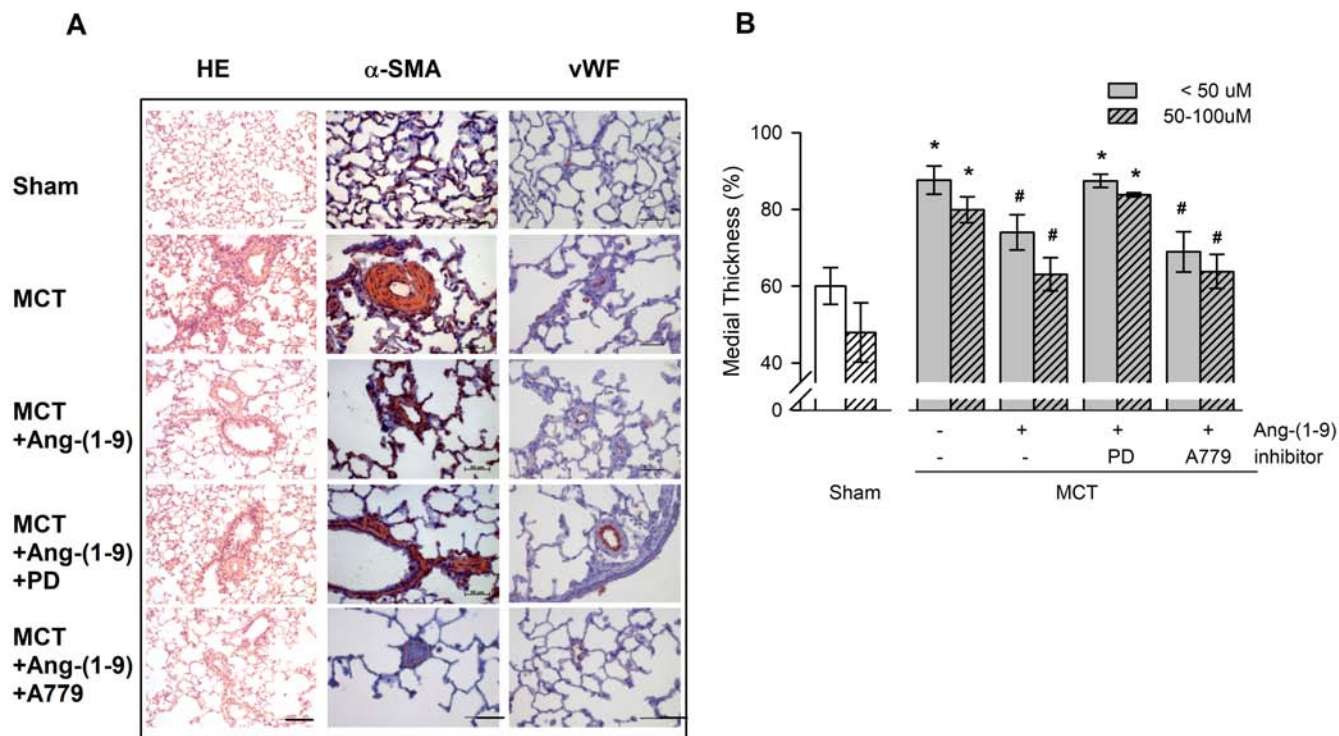 A
HE α-SMA vWF
Sham
MCT
MCT
+Ang-(1-9)
MCT
+Ang-(1-9)
+PD
MCT
+Ang-(1-9)
+A779
B
< 50 uM
50-100uM
Medial Thickness (%)
100
80
60
40
0
* * # # * * # #
- + + + Ang-(1-9)
- - PD A779 inhibitor
Sham MCT